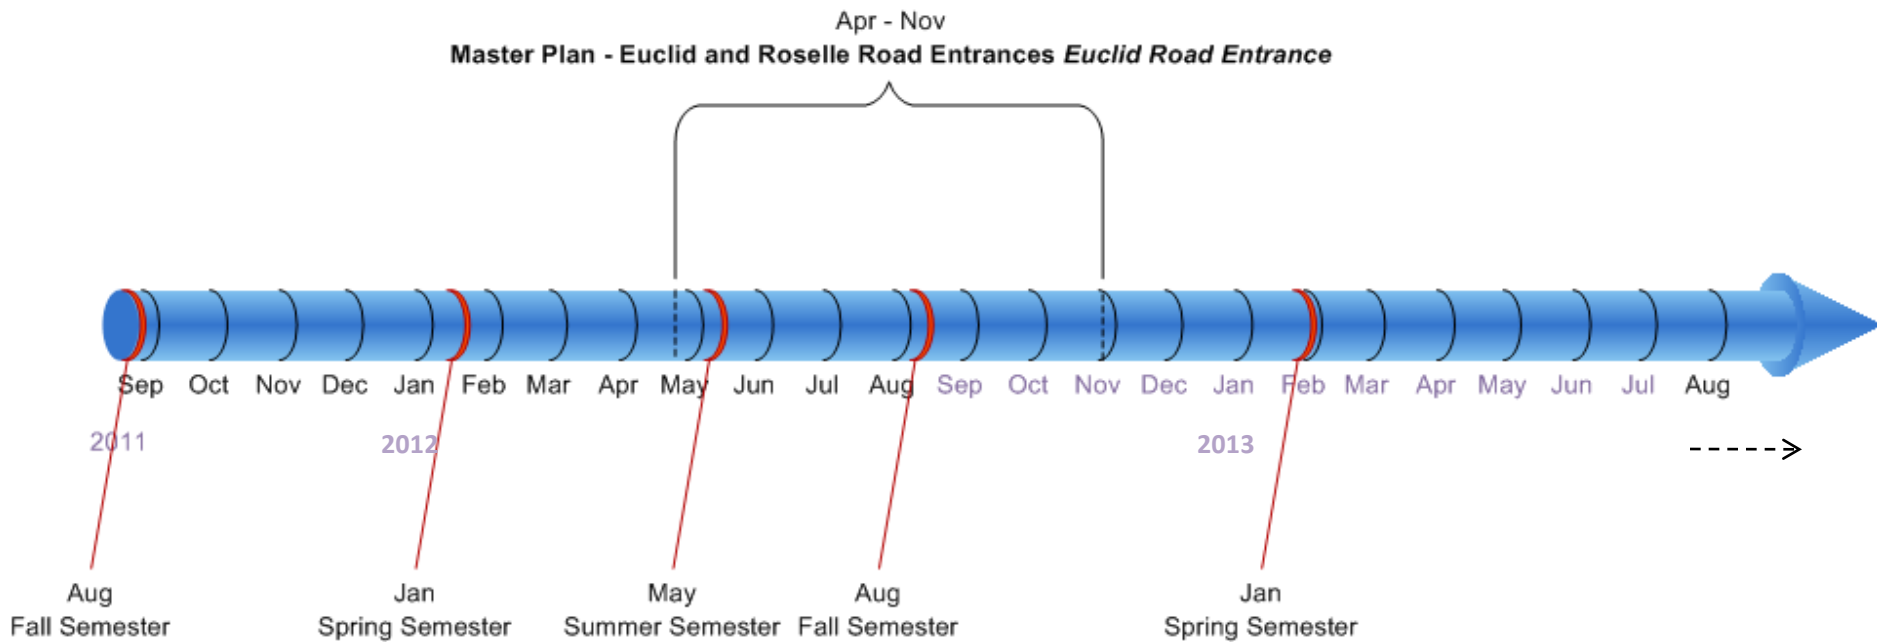 Apr - Nov
Master Plan - Euclid and Roselle Road Entrances Euclid Road Entrance
Sep Oct Nov Dec Jan Feb Mar Apr May Jun Jul Aug Sep Oct Nov Dec Jan Feb Mar Apr May Jun Jul Aug
2011 2012 2013
Aug Jan May Aug Jan
Fall Semester Spring Semester Summer Semester Fall Semester Spring Semester